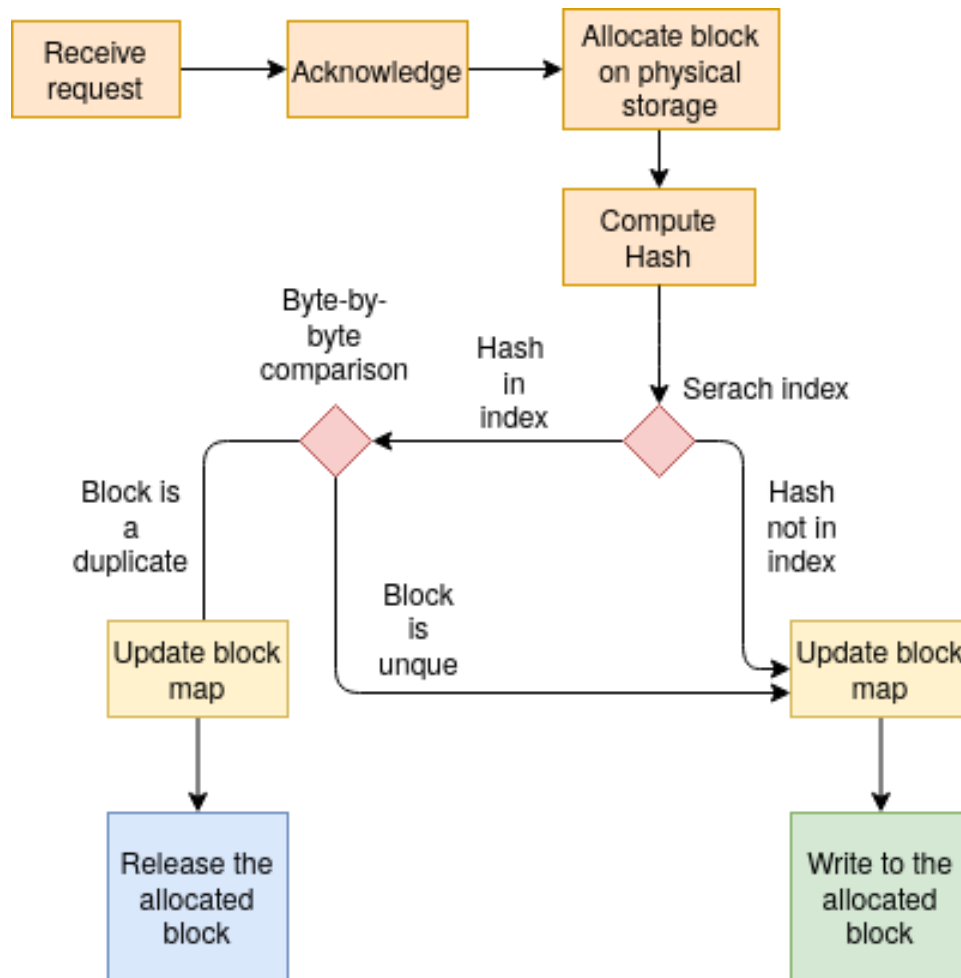 Receive
request
Acknowledge
Allocate block
on physical
storage
Compute
Hash
Byte-by-
byte
comparison
Hash
in
index
Serach index
Block is
a
duplicate
Hash
not in
index
Block
is
unque
Update block
map
Update block
map
Release the
allocated
block
Write to the
allocated
block